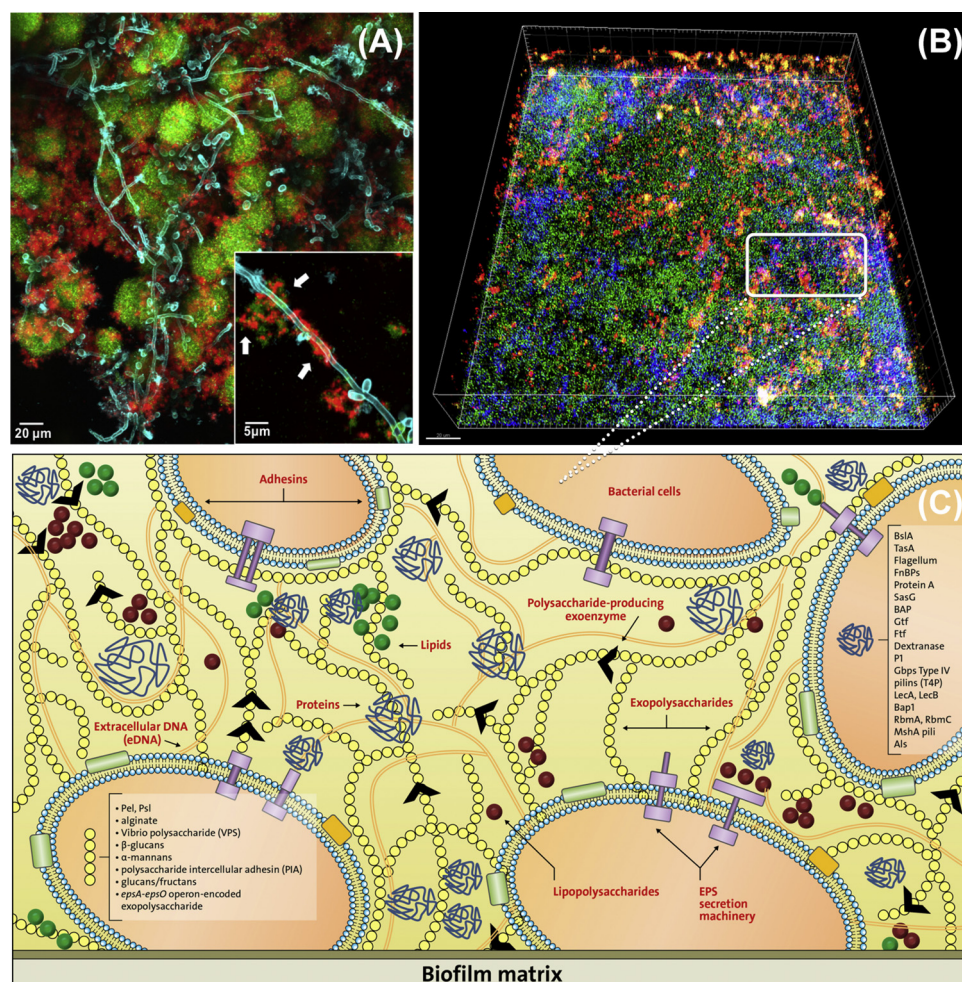 (A)
20 µm
5µm
(B)
(C)
Adhesins
Bacterial cells
BslA
TasA
Flagellum
FnBPs
Protein A
SasG
BAP
Gtf
Ftf
Dextranase
P1
Gbps Type IV
pilins (T4P)
LecA, LecB
Bap1
RbmA, RbmC
MshA pili
Als
Polysaccharide-producing
exoenzyme
Lipids
Proteins
Exopolysaccharides
Extracellular DNA
(eDNA)
• Pel, Psl
• alginate
• Vibrio polysaccharide (VPS)
• β-glucans
• α-mannans
• polysaccharide intercellular adhesin (PIA)
• glucans/fructans
• epsA-epsO operon-encoded
exopolysaccharide
Lipopolysaccharides
EPS
secretion
machinery
Biofilm matrix